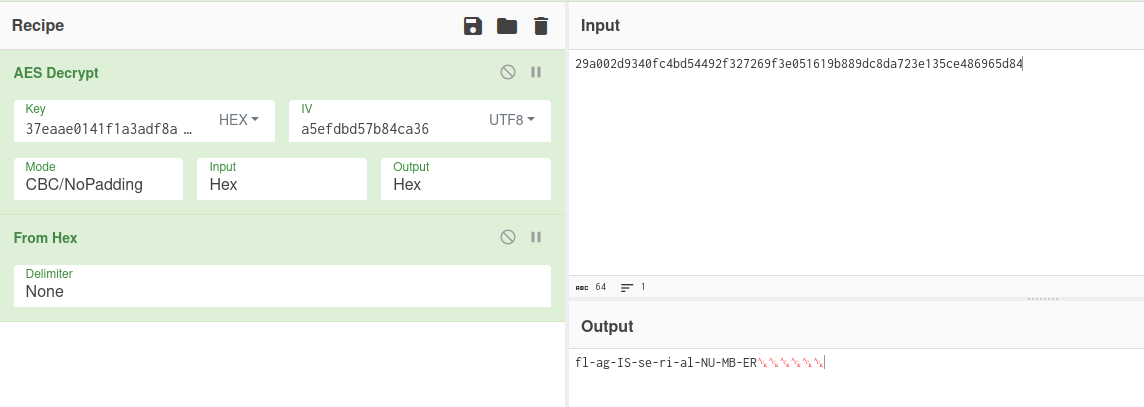 Recipe
AES Decrypt
Key
37eaae0141f1a3adf8a …
HEX
IV
a5efdbd57b84ca36
UTF8
Mode
CBC/NoPadding
Input
Hex
Output
Hex
From Hex
Delimiter
None
Input
29a002d9340fc4bd54492f327269f3e051619b889dc8da723e135ce486965d84
ABC 64
1
Output
fl-ag-IS-se-ri-al-NU-MB-ER